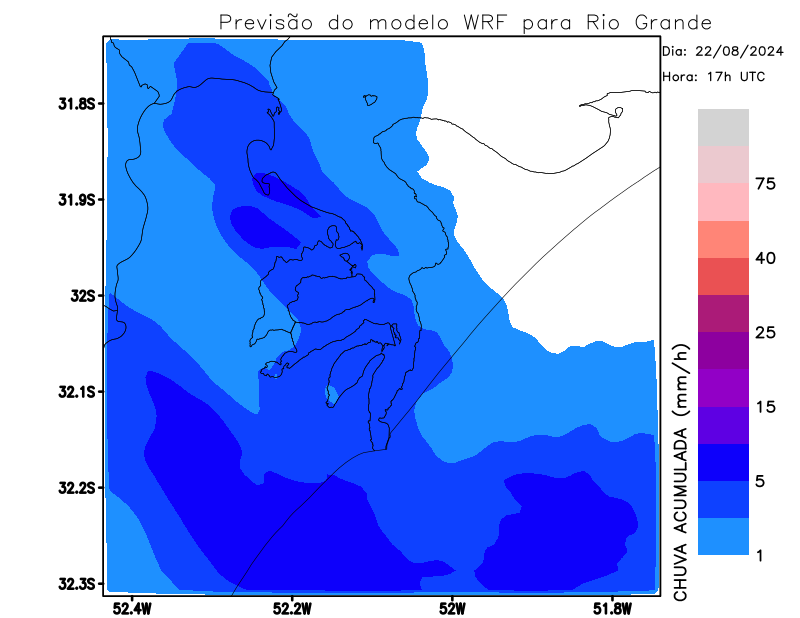 Previsão do modelo WRF para Rio Grande
Dia: 22/08/2024
Hora: 17h UTC
31.8S
31.9S
32S
32.1S
32.2S
32.3S
52.4W
52.2W
52W
51.8W
75
40
25
15
5
1
CHUVA ACUMULADA (mm/h)